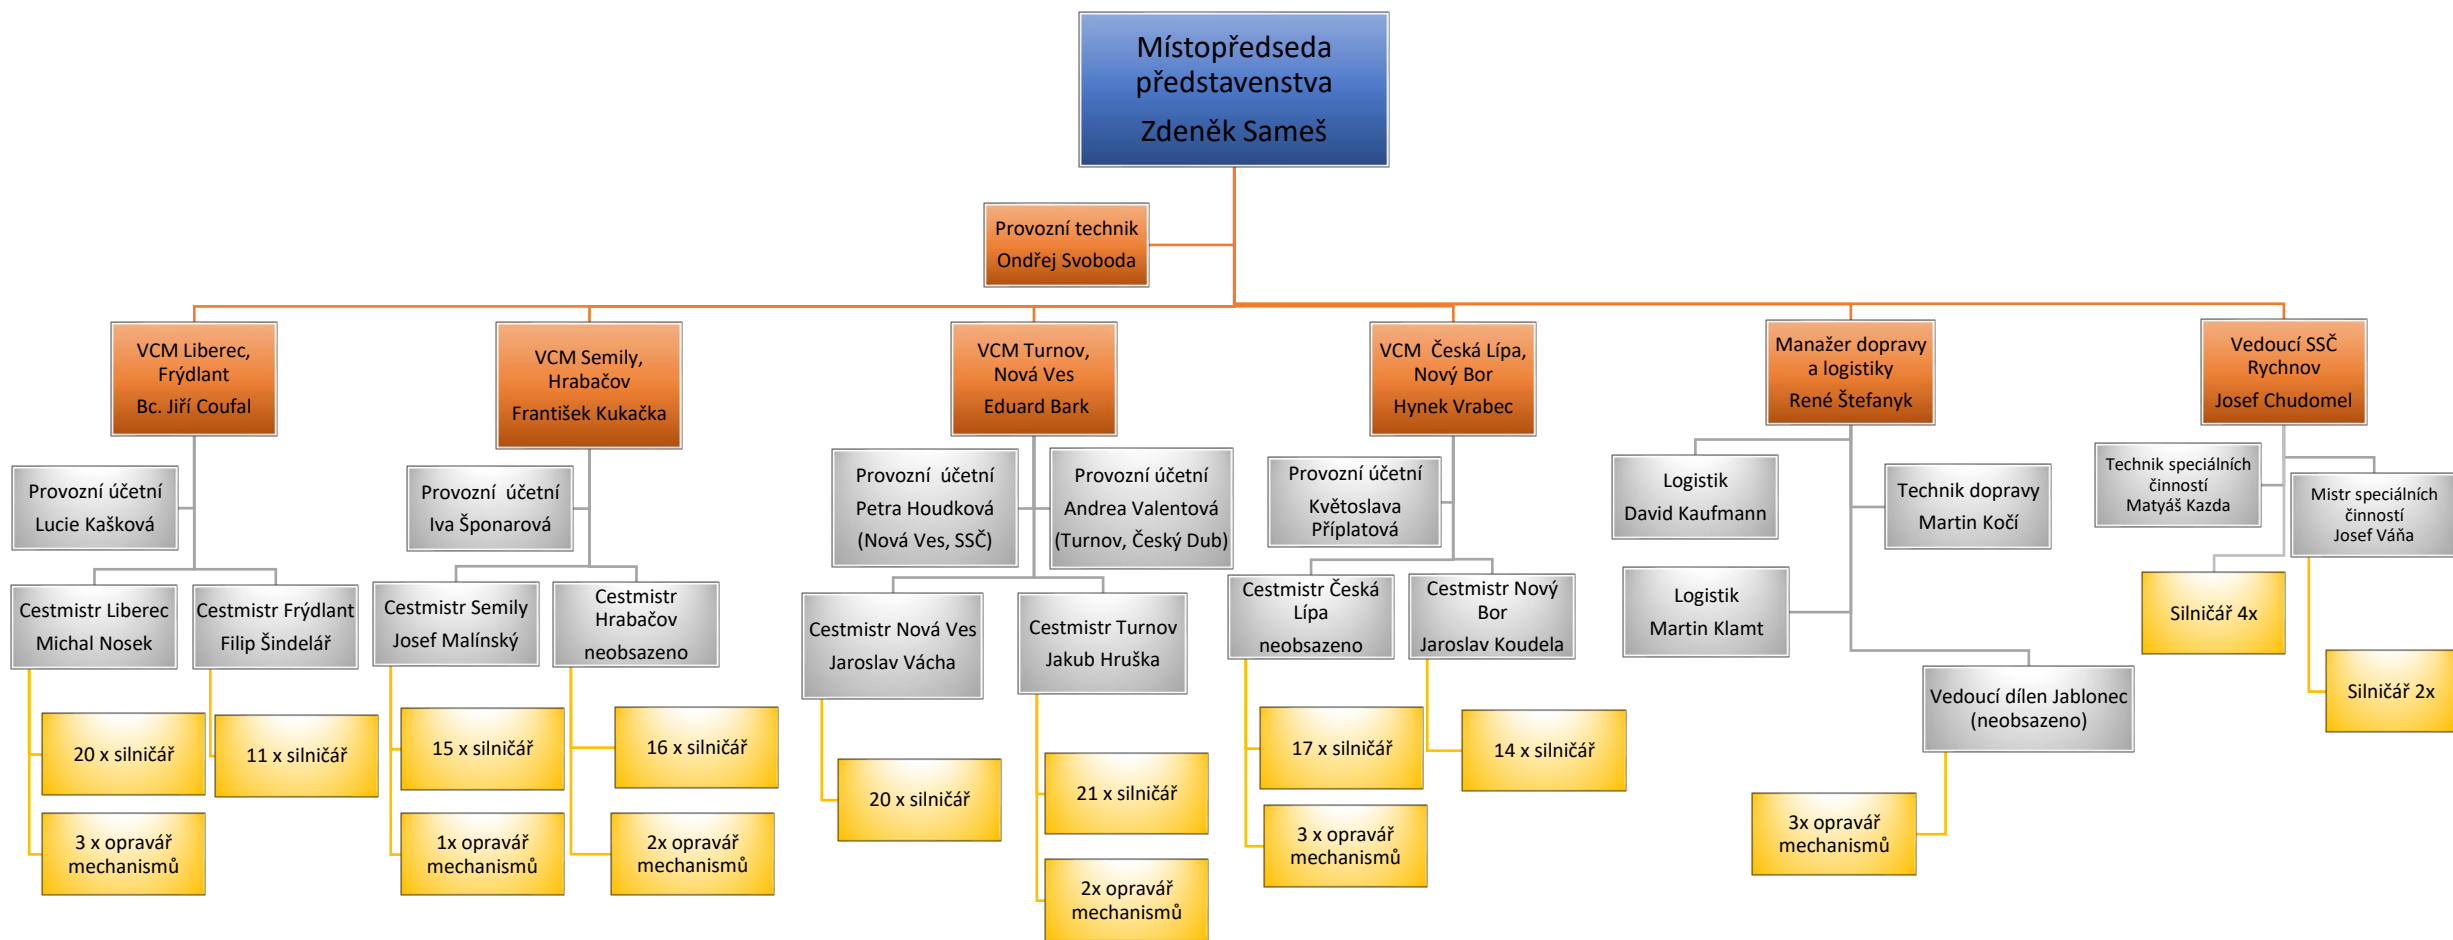 Místopředseda
představenstva
Zdeněk Sameš
Provozní technik
Ondřej Svoboda
VCM Liberec,
Frýdlant
Bc. Jiří Coufal
VCM Semily,
Hrabačov
František Kukačka
VCM Turnov,
Nová Ves
Eduard Bark
VCM  Česká Lípa,
Nový Bor
Hynek Vrabec
Manažer dopravy
a logistiky
René Štefanyk
Vedoucí SSČ
Rychnov
Josef Chudomel
Provozní účetní
Lucie Kašková
Provozní  účetní
Iva Šponarová
Provozní  účetní
Petra Houdková
(Nová Ves, SSČ)
Provozní  účetní
Andrea Valentová
(Turnov, Český Dub)
Provozní  účetní
Květoslava
Příplatová
Logistik
David Kaufmann
Technik dopravy
Martin Kočí
Technik speciálních
činností
Matyáš Kazda
Mistr speciálních
činností
Josef Váňa
Cestmistr Liberec
Michal Nosek
Cestmistr Frýdlant
Filip Šindelář
Cestmistr Semily
Josef Malínský
Cestmistr
Hrabačov
neobsazeno
Cestmistr Nová Ves
Jaroslav Vácha
Cestmistr Turnov
Jakub Hruška
Cestmistr Česká
Lípa
neobsazeno
Cestmistr Nový
Bor
Jaroslav Koudela
Logistik
Martin Klamt
Silničář 4x
Vedoucí dílen Jablonec
(neobsazeno)
Silničář 2x
20 x silničář
11 x silničář
15 x silničář
16 x silničář
20 x silničář
21 x silničář
17 x silničář
14 x silničář
3 x opravář
mechanismů
1x opravář
mechanismů
2x opravář
mechanismů
2x opravář
mechanismů
3 x opravář
mechanismů
3x opravář
mechanismů